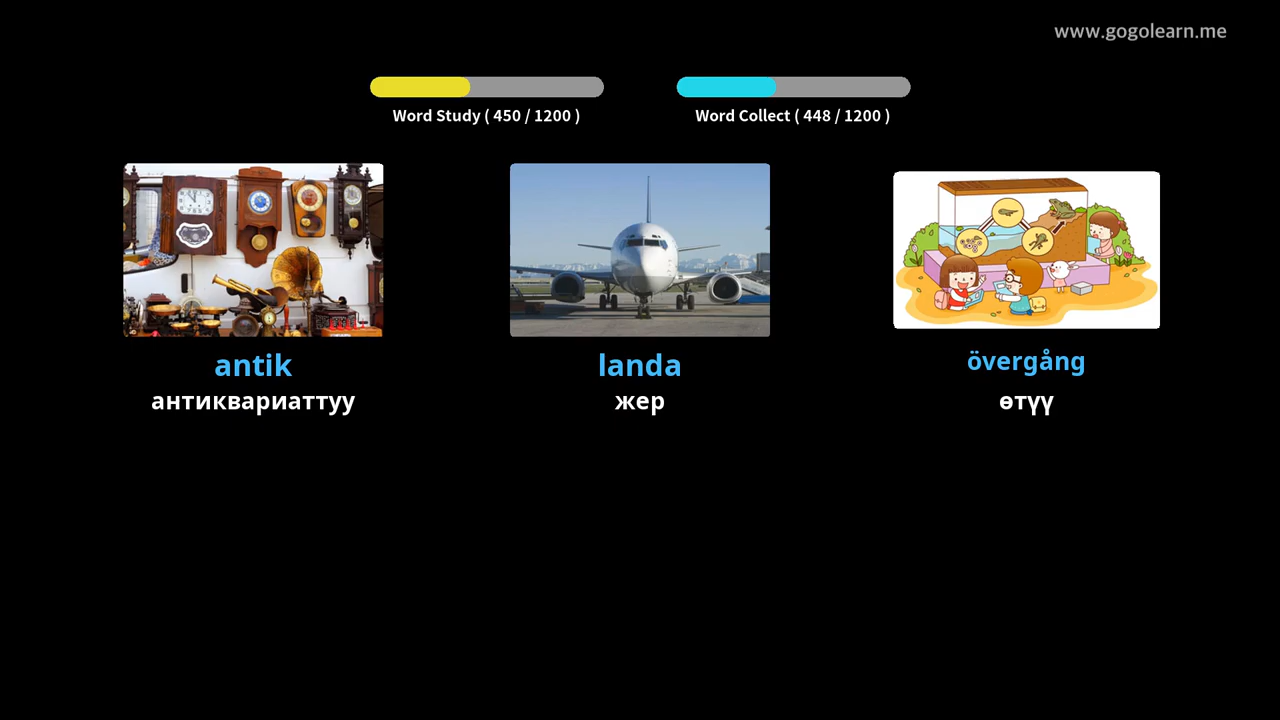 www.gogolearn.me
Word Study ( 450 / 1200 )
Word Collect ( 448 / 1200 )
antik
антиквариаттуу
landa
жер
övergång
өтүү